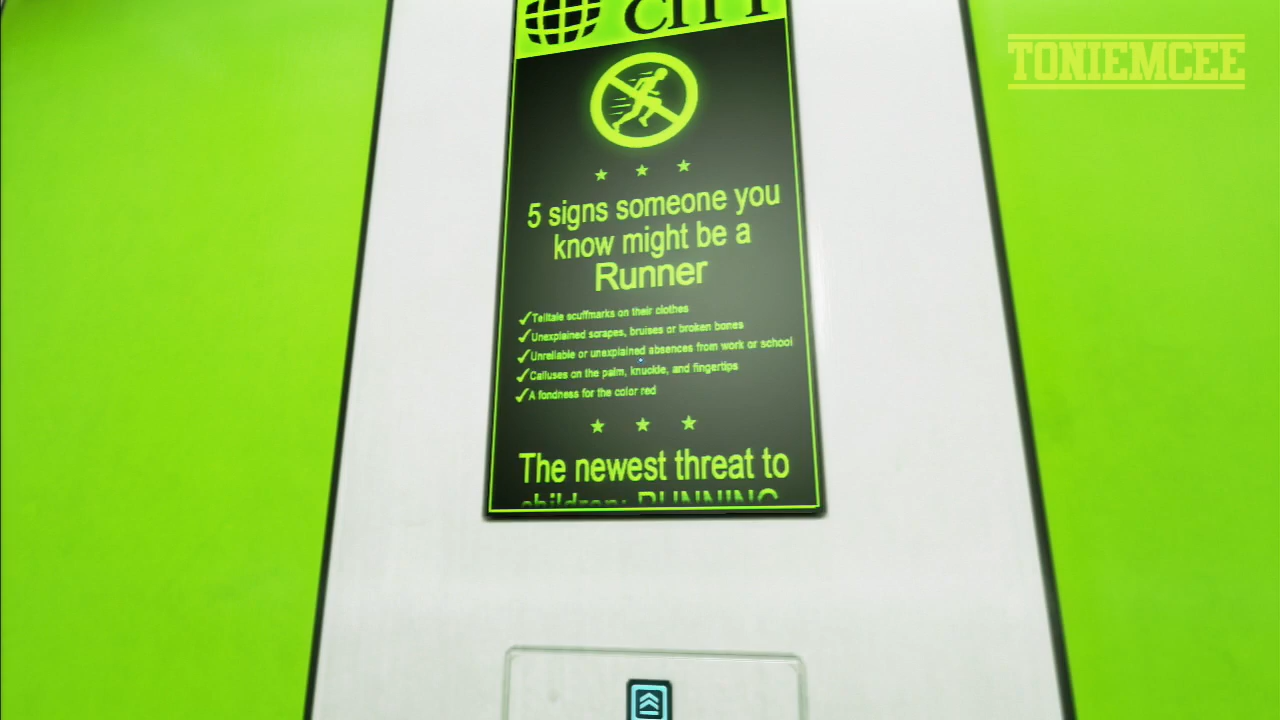 CITY
TONIEMCEE
5 signs someone you
know might be a
Runner
Telltale scuffmarks on their clothes
Unexplained scrapes, bruises or broken bones
Unreliable or unexplained absences from work or school
Calluses on the palm, knuckle, and fingertips
A fondness for the color red
The newest threat to
children: RUNNING